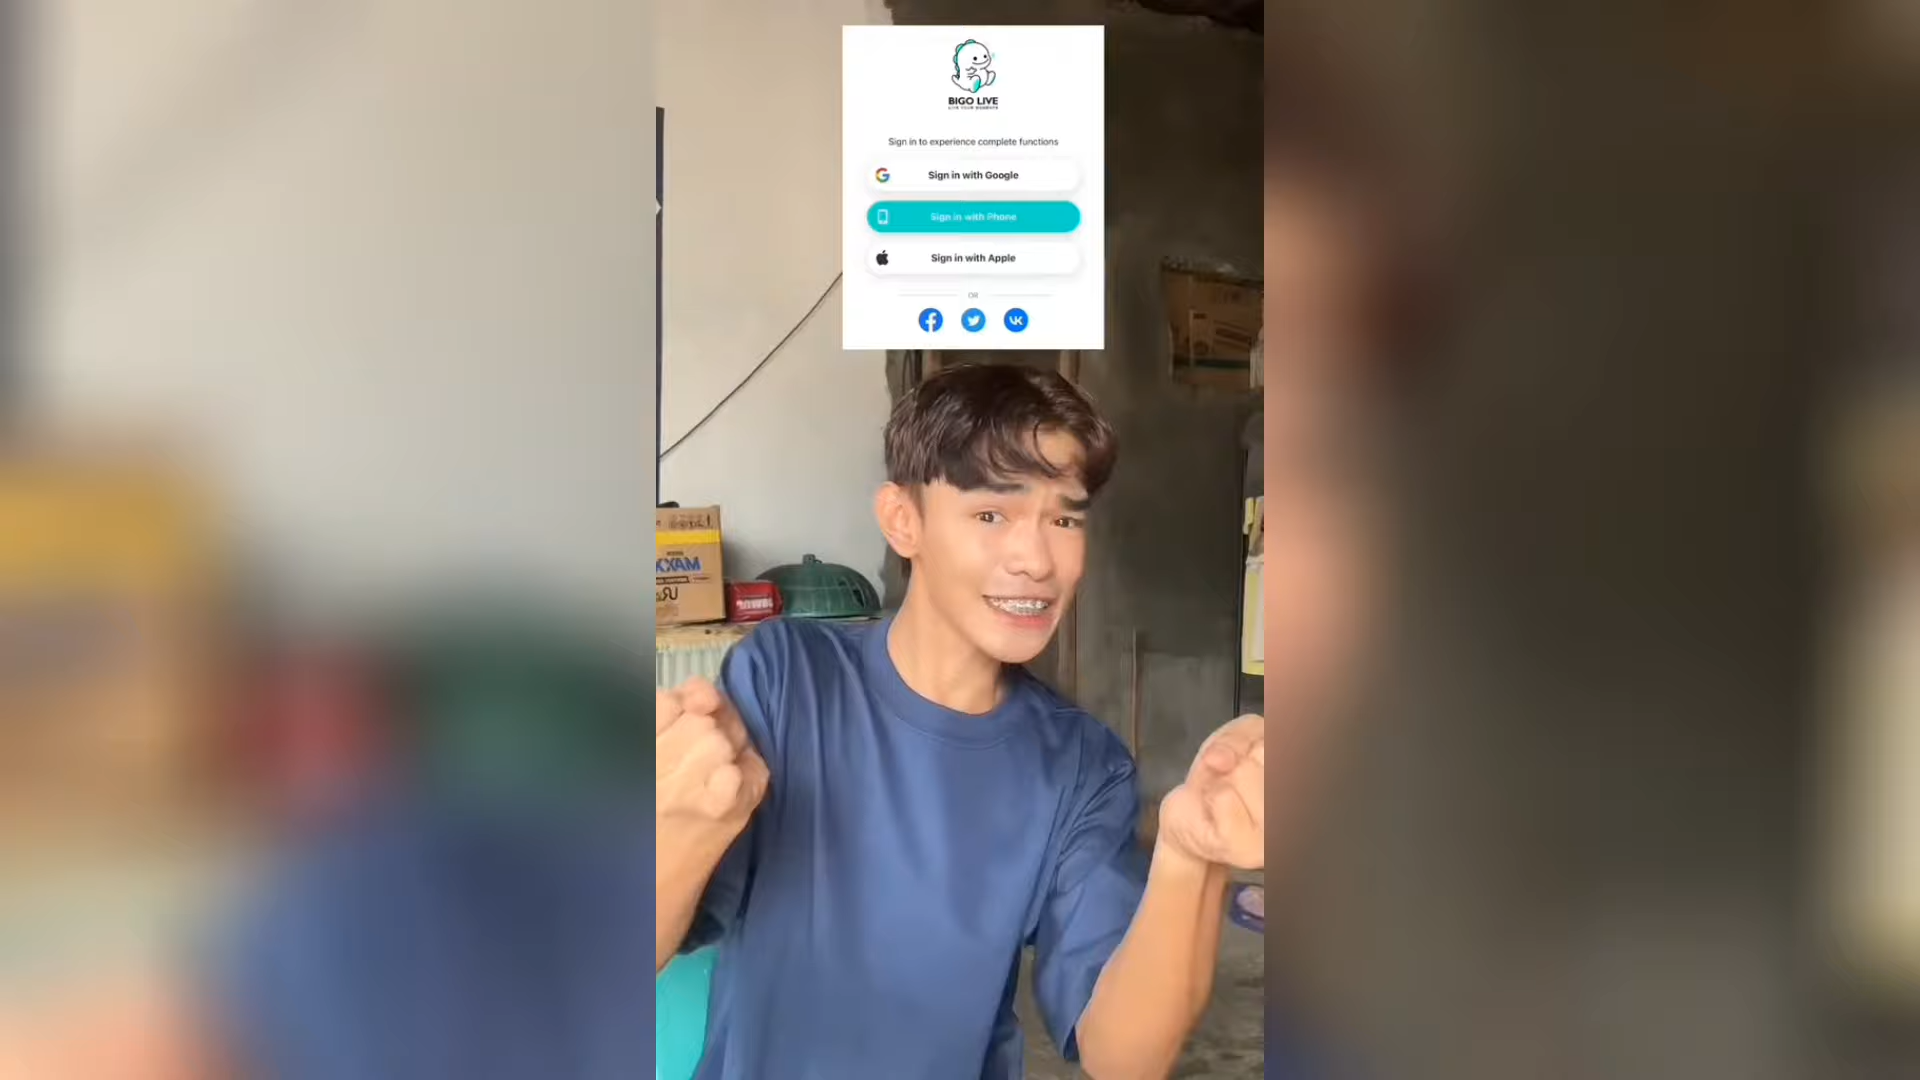 BIGO LIVE
Sign in to experience complete functions
Sign in with Google
Sign in with Phone
Sign in with Apple
OR
MAXX